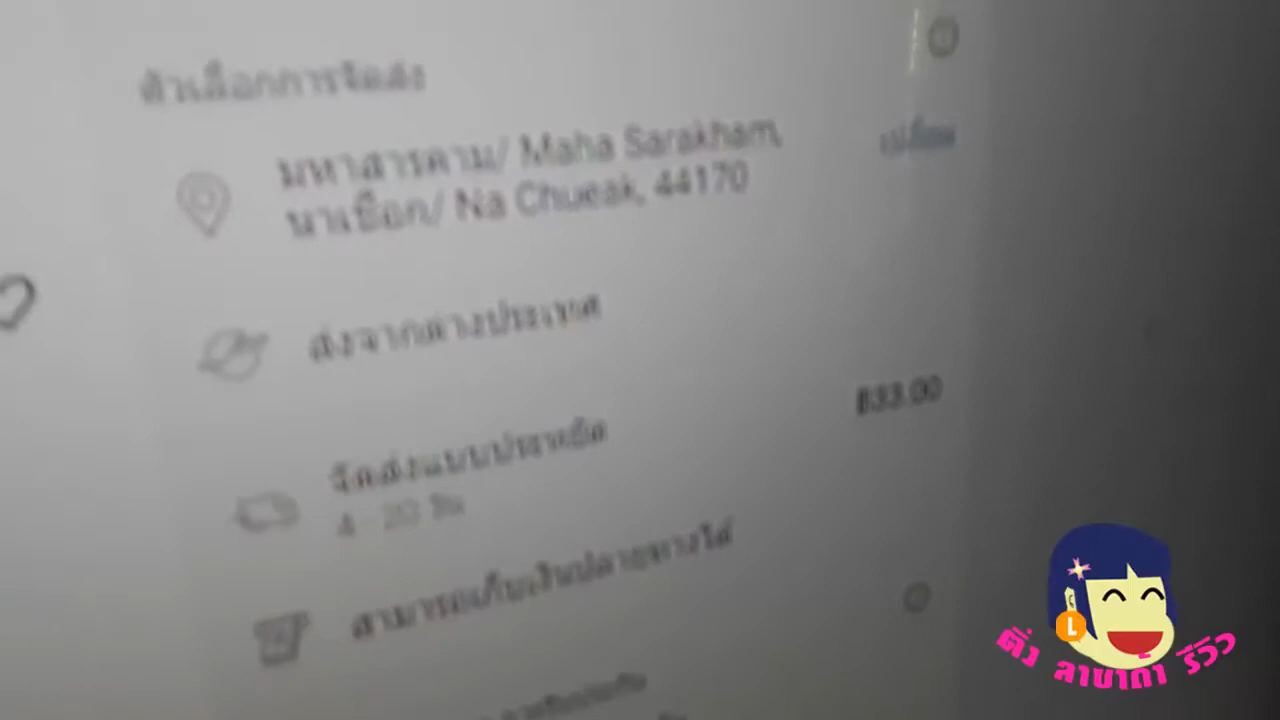 ตัวเลือกการจัดส่ง
มหาสารคาม/ Maha Sarakham,
นาเชือก/ Na Chueak, 44170
เปลี่ยน
ส่งจากต่างประเทศ
จัดส่งแบบประหยัด
฿33.00
4 - 20 วัน
สามารถเก็บเงินปลายทางได้
L
ติ่ง ลาซาด้า รีวิว